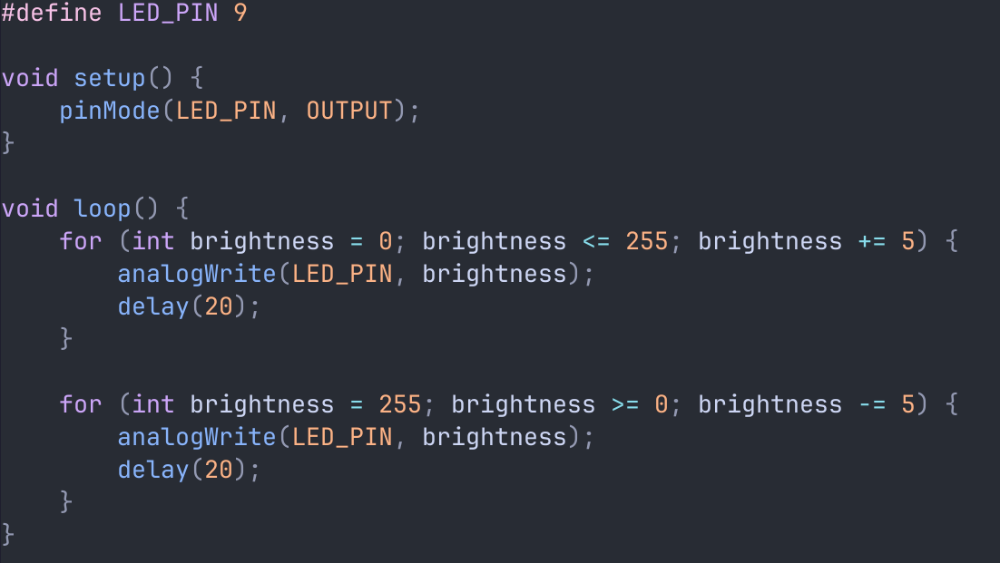 #define LED_PIN 9

void setup() {
    pinMode(LED_PIN, OUTPUT);
}

void loop() {
    for (int brightness = 0; brightness <= 255; brightness += 5) {
        analogWrite(LED_PIN, brightness);
        delay(20);
    }

    for (int brightness = 255; brightness >= 0; brightness -= 5) {
        analogWrite(LED_PIN, brightness);
        delay(20);
    }
}